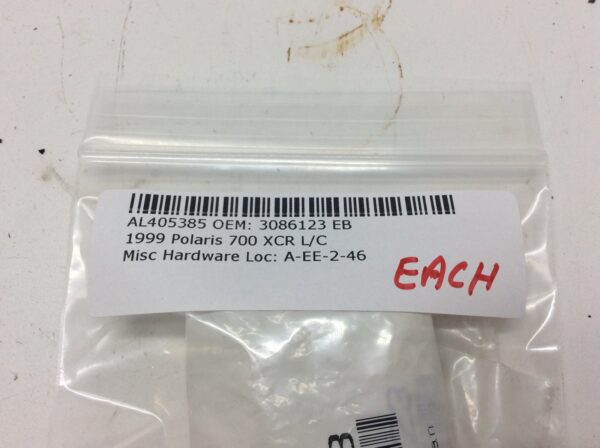 AL405385 OEM: 3086123 EB
1999 Polaris 700 XCR L/C
Misc Hardware Loc: A-EE-2-46
EACH